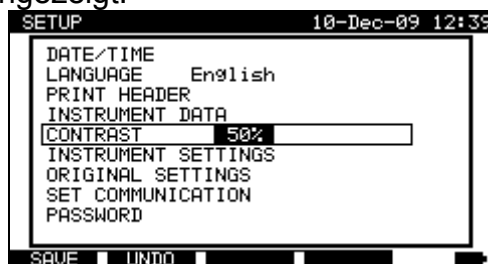 SETUP 10-Dec-09 12:39
DATE/TIME
LANGUAGE English
PRINT HEADER
INSTRUMENT DATA
CONTRAST 50%
INSTRUMENT SETTINGS
ORIGINAL SETTINGS
SET COMMUNICATION
PASSWORD
SAVE UNDO